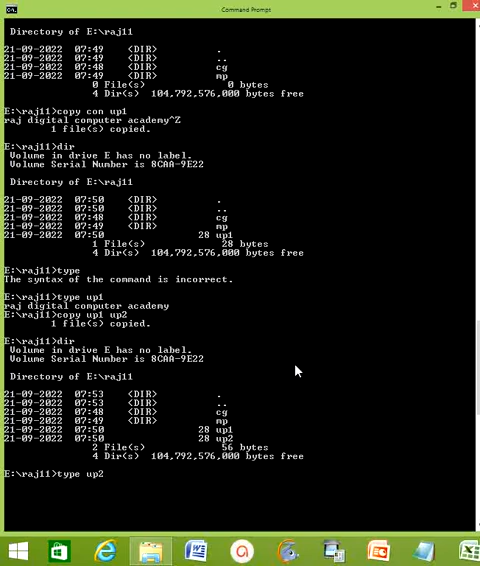 Command Prompt
Directory of E:\raj11
21-09-2022 07:49 <DIR> .
21-09-2022 07:49 <DIR> ..
21-09-2022 07:48 <DIR> cg
21-09-2022 07:49 <DIR> mp
0 File(s) 0 bytes
4 Dir(s) 104,792,576,000 bytes free
E:\raj11>copy con up1
raj digital computer academy^Z
1 file(s) copied.
E:\raj11>dir
Volume in drive E has no label.
Volume Serial Number is 8CAA-9E22
Directory of E:\raj11
21-09-2022 07:50 <DIR> .
21-09-2022 07:50 <DIR> ..
21-09-2022 07:48 <DIR> cg
21-09-2022 07:49 <DIR> mp
21-09-2022 07:50 28 up1
1 File(s) 28 bytes
4 Dir(s) 104,792,576,000 bytes free
E:\raj11>type
The syntax of the command is incorrect.
E:\raj11>type up1
raj digital computer academy
E:\raj11>copy up1 up2
1 file(s) copied.
E:\raj11>dir
Volume in drive E has no label.
Volume Serial Number is 8CAA-9E22
Directory of E:\raj11
21-09-2022 07:53 <DIR> .
21-09-2022 07:53 <DIR> ..
21-09-2022 07:48 <DIR> cg
21-09-2022 07:49 <DIR> mp
21-09-2022 07:50 28 up1
21-09-2022 07:50 28 up2
2 File(s) 56 bytes
4 Dir(s) 104,792,576,000 bytes free
E:\raj11>type up2